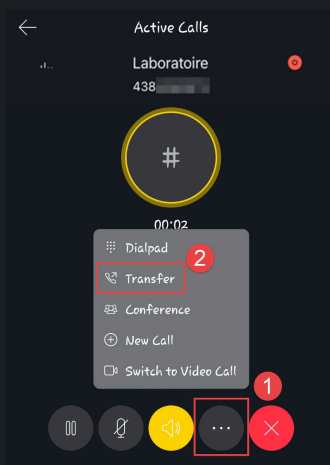 Active Calls
Laboratoire
438
#
00:02
Dialpad
2
Transfer
Conference
New Call
Switch to Video Call
1